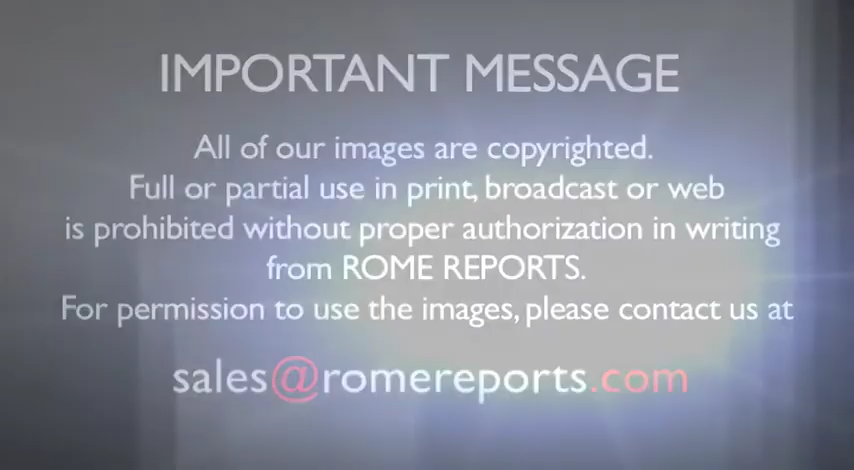 IMPORTANT MESSAGE
All of our images are copyrighted.
Full or partial use in print, broadcast or web
is prohibited without proper authorization in writing
from ROME REPORTS.
For permission to use the images, please contact us at
sales@romereports.com